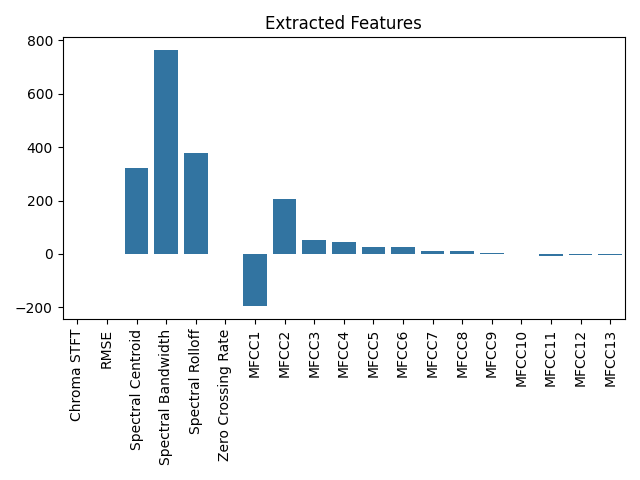 Extracted Features
800
600
400
200
0
−200
Chroma STFT
RMSE
Spectral Centroid
Spectral Bandwidth
Spectral Rolloff
Zero Crossing Rate
MFCC1
MFCC2
MFCC3
MFCC4
MFCC5
MFCC6
MFCC7
MFCC8
MFCC9
MFCC10
MFCC11
MFCC12
MFCC13